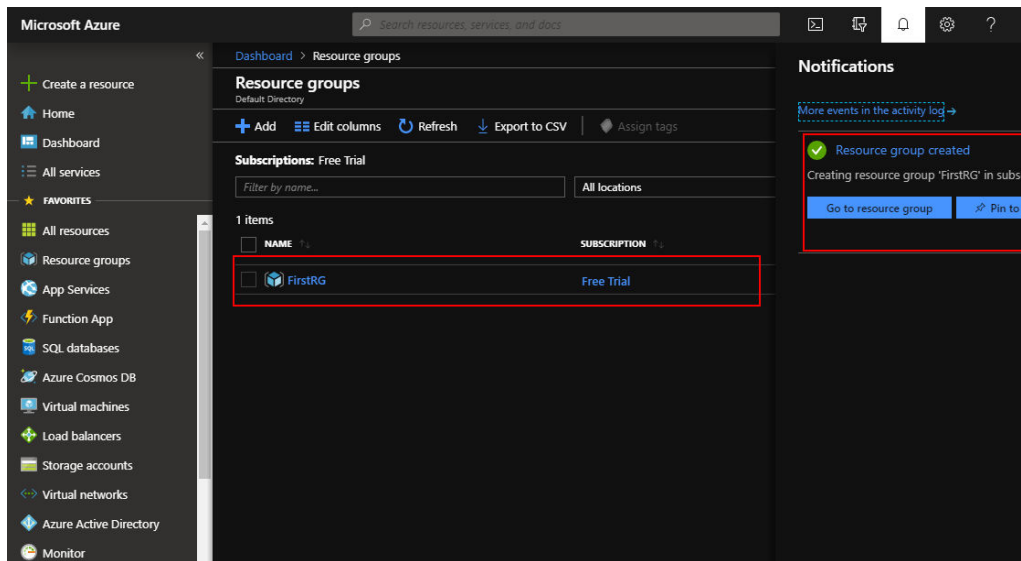 Microsoft Azure
Search resources, services, and docs
?
«
Create a resource
Home
Dashboard
All services
FAVORITES
All resources
Resource groups
App Services
Function App
SQL
SQL databases
Azure Cosmos DB
Virtual machines
Load balancers
Storage accounts
Virtual networks
Azure Active Directory
Monitor
Dashboard > Resource groups
Resource groups
Default Directory
Add Edit columns Refresh Export to CSV Assign tags
Subscriptions: Free Trial
Filter by name... All locations
1 items
NAME SUBSCRIPTION
FirstRG Free Trial
Notifications
More events in the activity log →
Resource group created
Creating resource group 'FirstRG' in subs
Go to resource group Pin to